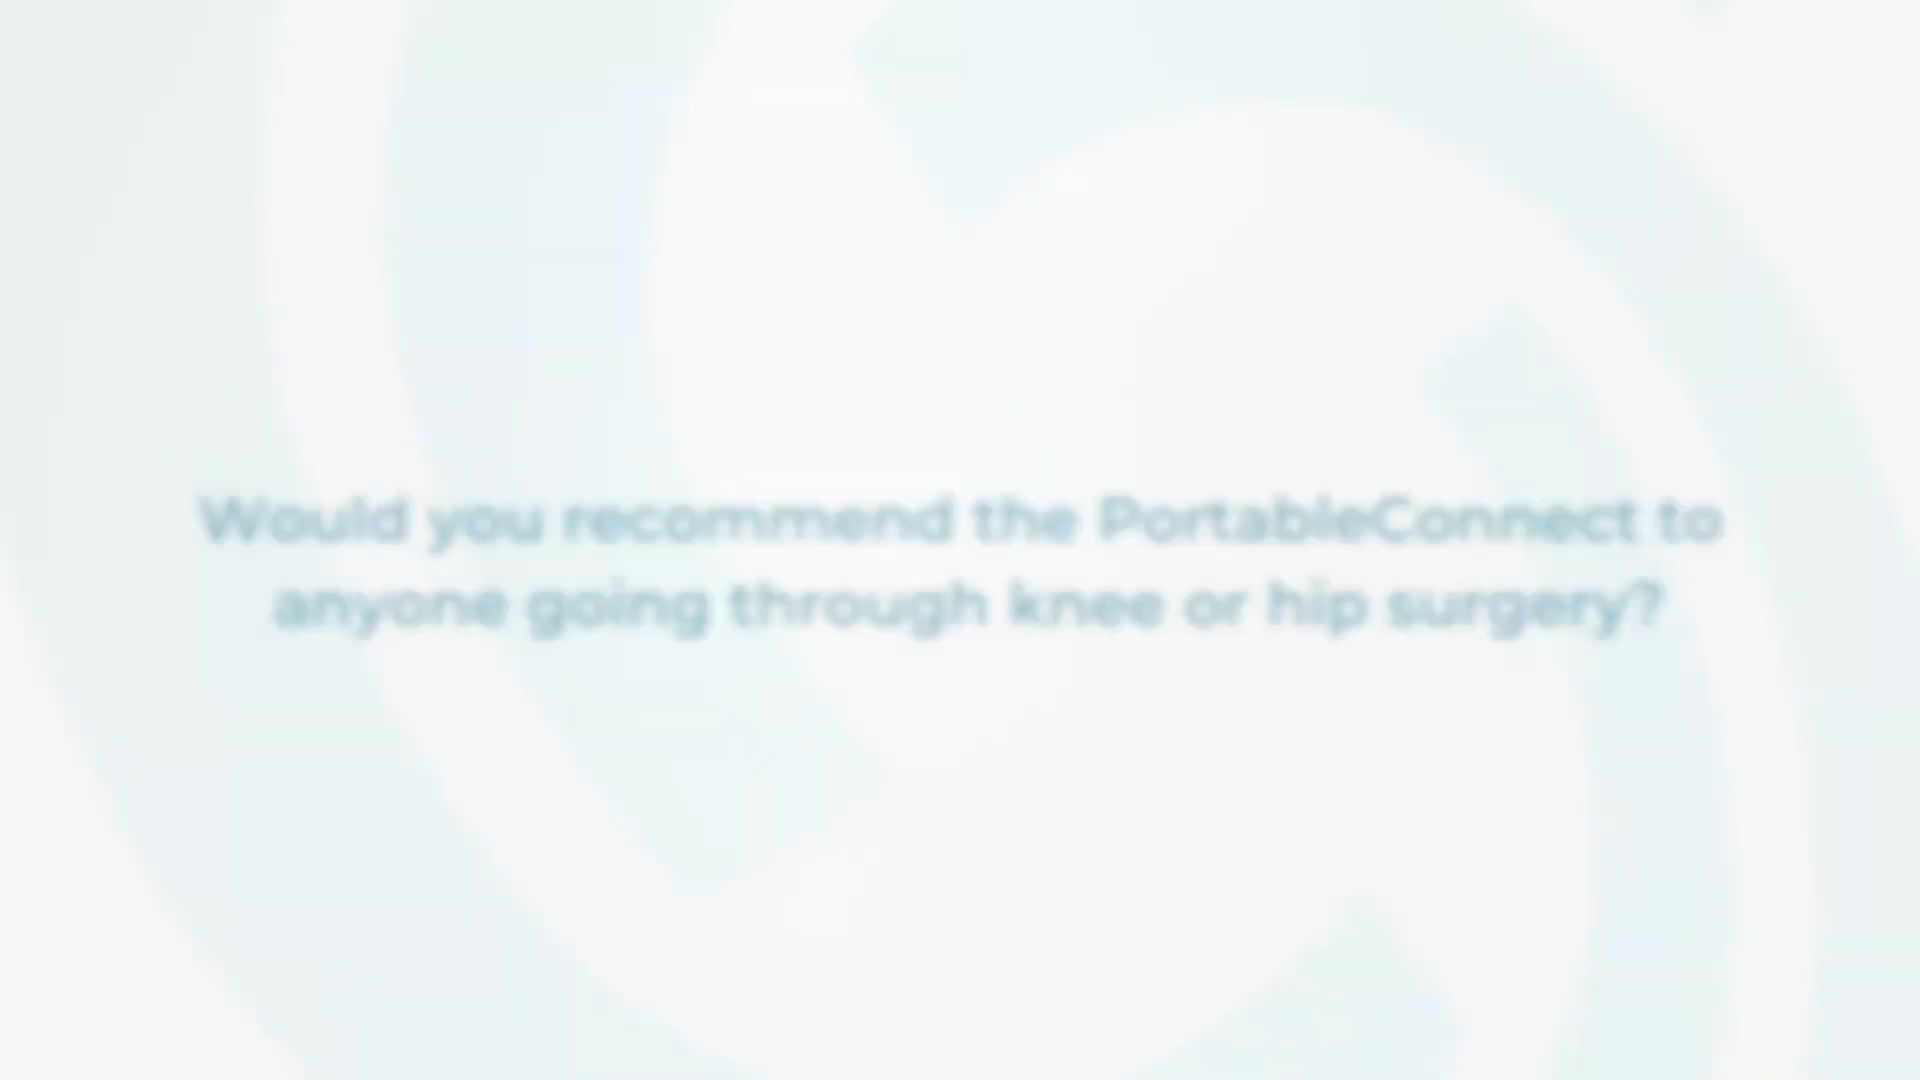 Would you recommend the PortableConnect to
anyone going through knee or hip surgery?